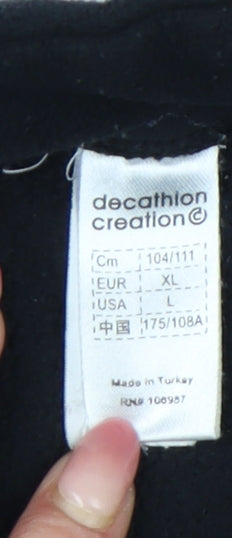 decathlon
creation©
Cm 104/111
EUR XL
USA L
中国 175/108A
Made in Turkey
RN# 106987